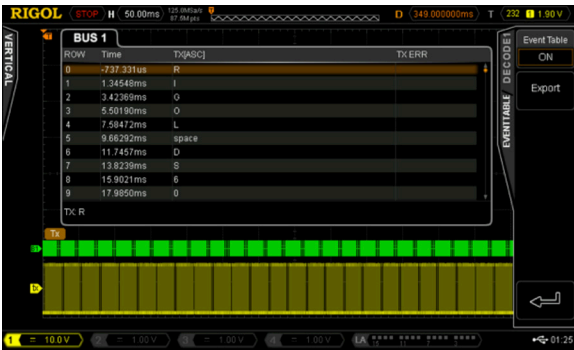 RIGOL STOP H 50.00ms 125.0MSa/s 87.5M pts D 349.000000ms T 232 1 1.90 V
VERTICAL
BUS 1
ROW Time TX[ASC] TX ERR
0 -737.331us R
1 1.34548ms I
2 3.42369ms G
3 5.50190ms O
4 7.58472ms L
5 9.66292ms space
6 11.7457ms D
7 13.8239ms S
8 15.9021ms 6
9 17.9850ms 0
TX: R
DECODE1
EVENTTABLE
Event Table
ON
Export
Tx
1 = 10.0 V 2 = 1.00 V 3 = 1.00 V 4 = 1.00 V LA 01:25